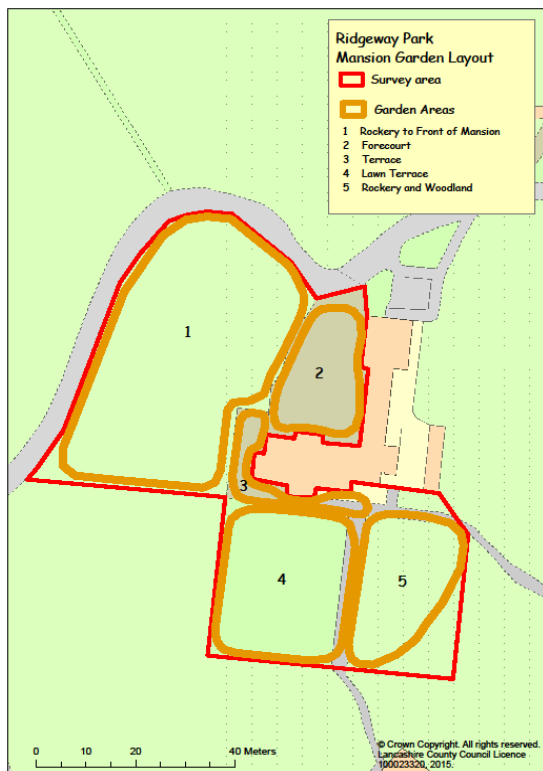 Ridgeway Park
Mansion Garden Layout
Survey area
Garden Areas
1 Rockery to Front of Mansion
2 Forecourt
3 Terrace
4 Lawn Terrace
5 Rockery and Woodland
1
2
3
4
5
0 10 20 40 Meters
© Crown Copyright. All rights reserved.
Lancashire County Council Licence
100023320, 2015.